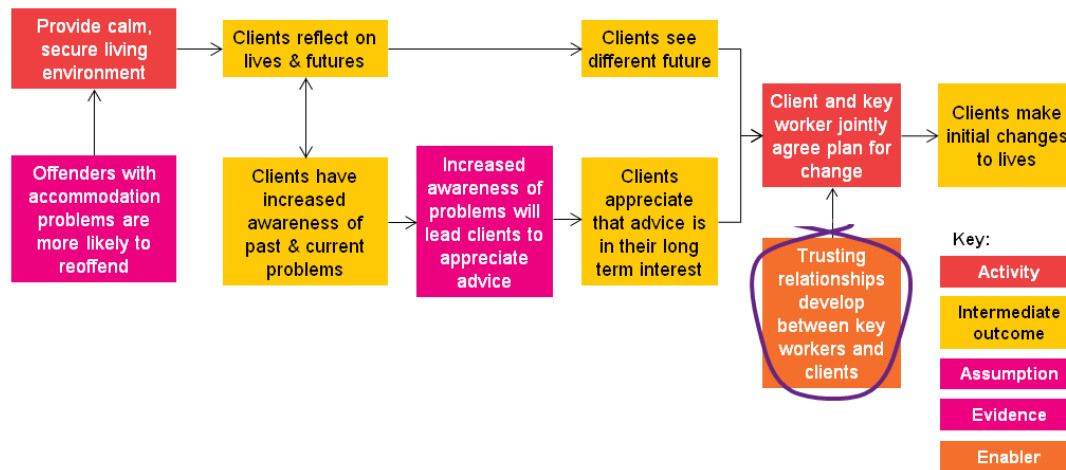 Provide calm,
secure living
environment
Clients reflect on
lives & futures
Clients see
different future
Client and key
worker jointly
agree plan for
change
Clients make
initial changes
to lives
Offenders with
accommodation
problems are
more likely to
reoffend
Clients have
increased
awareness of
past & current
problems
Increased
awareness of
problems will
lead clients to
appreciate
advice
Clients
appreciate
that advice is
in their long
term interest
Trusting
relationships
develop
between key
workers and
clients
Key:
Activity
Intermediate
outcome
Assumption
Evidence
Enabler